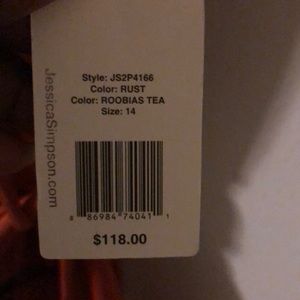 JessicaSimpson.com
Style: JS2P4166
Color: RUST
Color: ROOBIAS TEA
Size: 14
8 86984 74041 1
$118.00